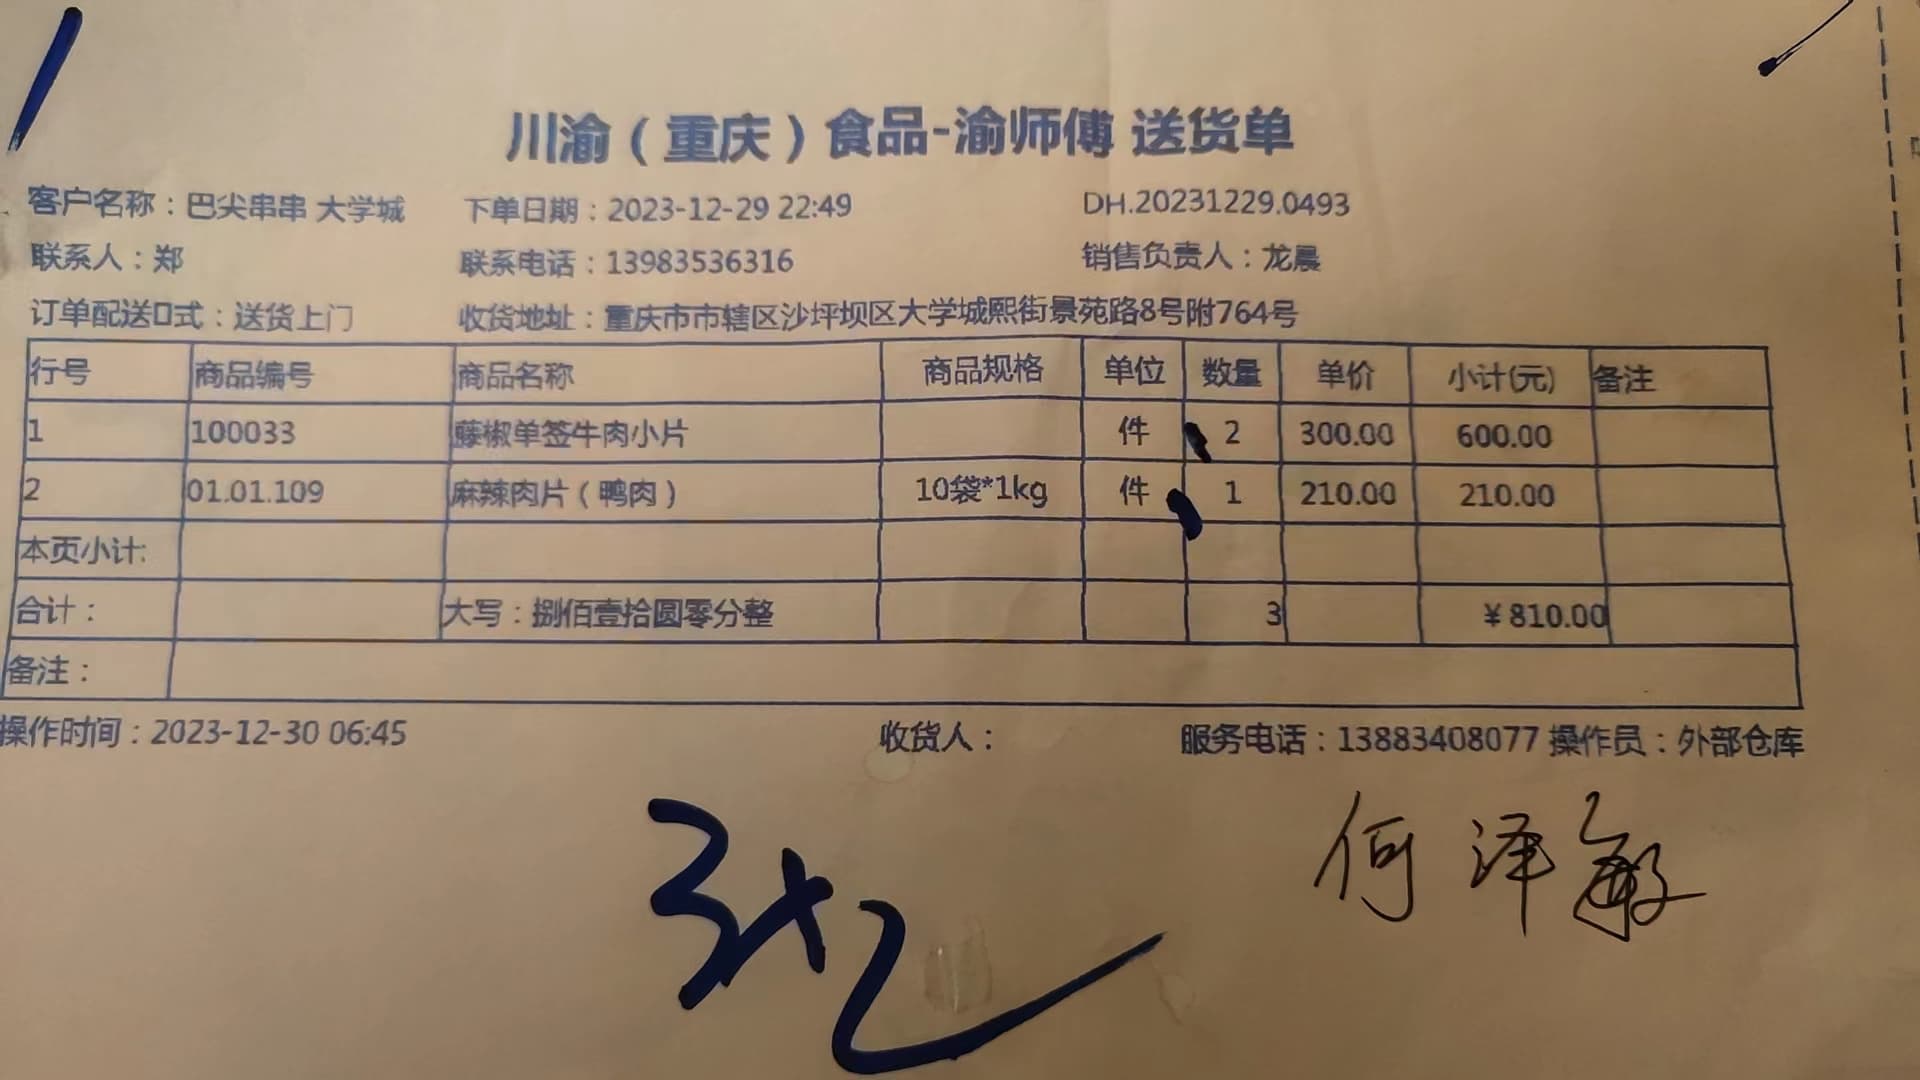 川渝（重庆）食品-渝师傅 送货单
客户名称：巴尖串串 大学城 下单日期：2023-12-29 22:49 DH.20231229.0493
联系人：郑 联系电话：13983536316 销售负责人：龙晨
订单配送口式：送货上门 收货地址：重庆市市辖区沙坪坝区大学城熙街景苑路8号附764号
行号 商品编号 商品名称 商品规格 单位 数量 单价 小计(元) 备注
1 100033 藤椒单签牛肉小片 件 2 300.00 600.00
2 01.01.109 麻辣肉片（鸭肉） 10袋*1kg 件 1 210.00 210.00
本页小计:
合计： 大写：捌佰壹拾圆零分整 3 ￥810.00
备注：
操作时间：2023-12-30 06:45 收货人： 服务电话：13883408077 操作员：外部仓库
何泽敏